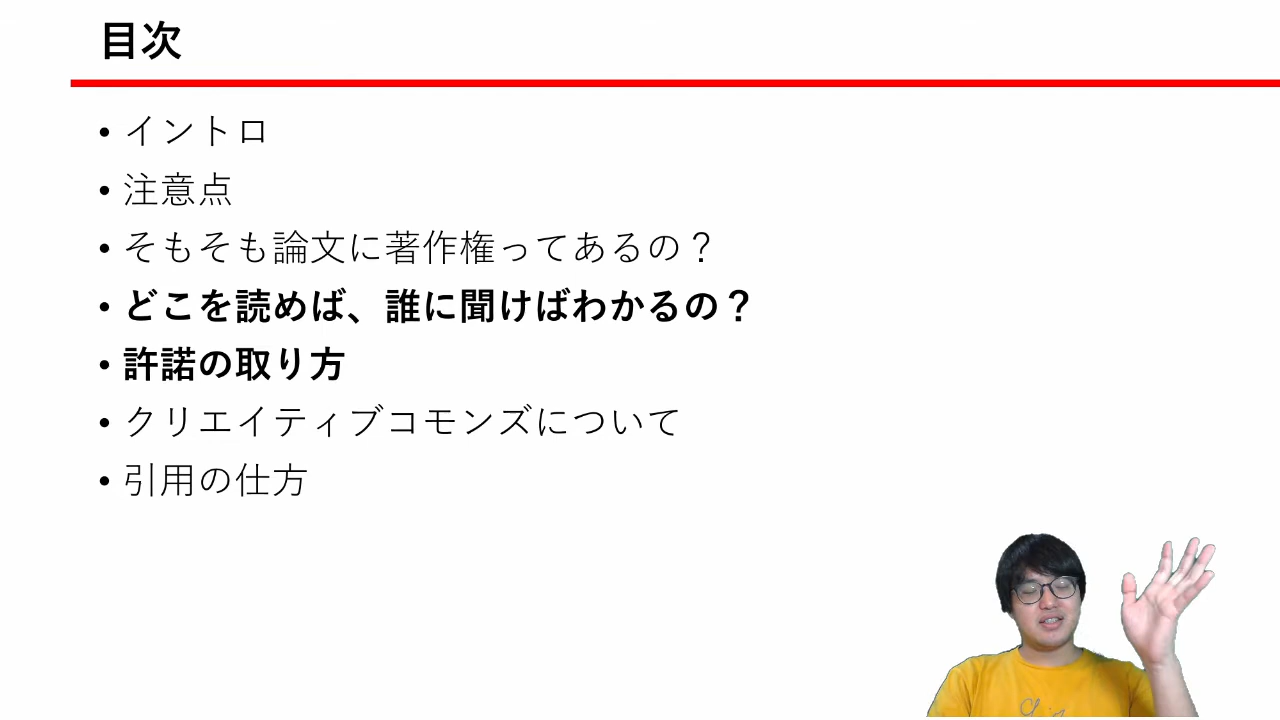 目次
• イントロ
• 注意点
• そもそも論文に著作権ってあるの？
• どこを読めば、誰に聞けばわかるの？
• 許諾の取り方
• クリエイティブコモンズについて
• 引用の仕方